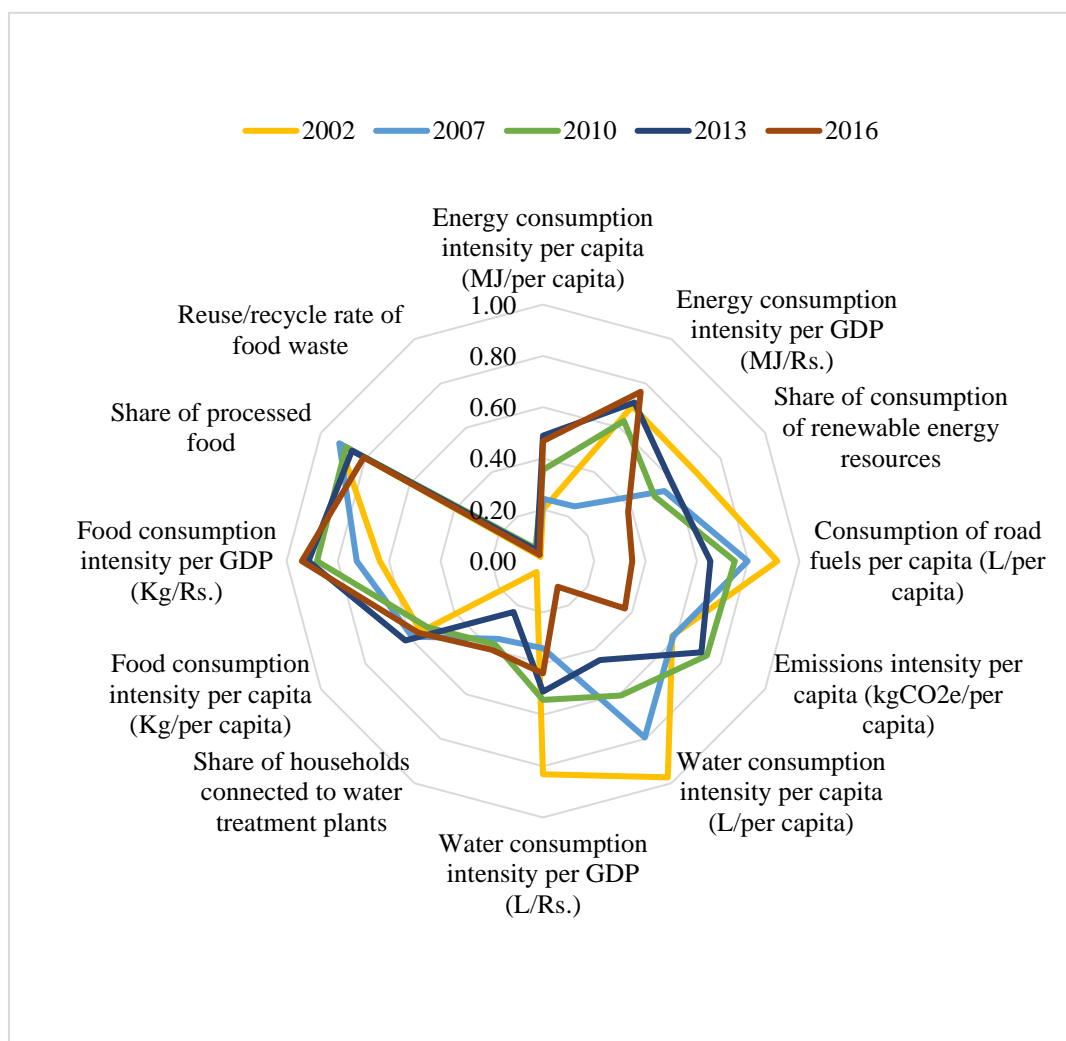 2002 2007 2010 2013 2016
Energy consumption
intensity per capita
(MJ/per capita)
Energy consumption
intensity per GDP
(MJ/Rs.)
Share of consumption
of renewable energy
resources
Consumption of road
fuels per capita (L/per
capita)
Emissions intensity per
capita (kgCO2e/per
capita)
Water consumption
intensity per capita
(L/per capita)
Water consumption
intensity per GDP
(L/Rs.)
Share of households
connected to water
treatment plants
Food consumption
intensity per capita
(Kg/per capita)
Food consumption
intensity per GDP
(Kg/Rs.)
Share of processed
food
Reuse/recycle rate of
food waste
1.00
0.80
0.60
0.40
0.20
0.00